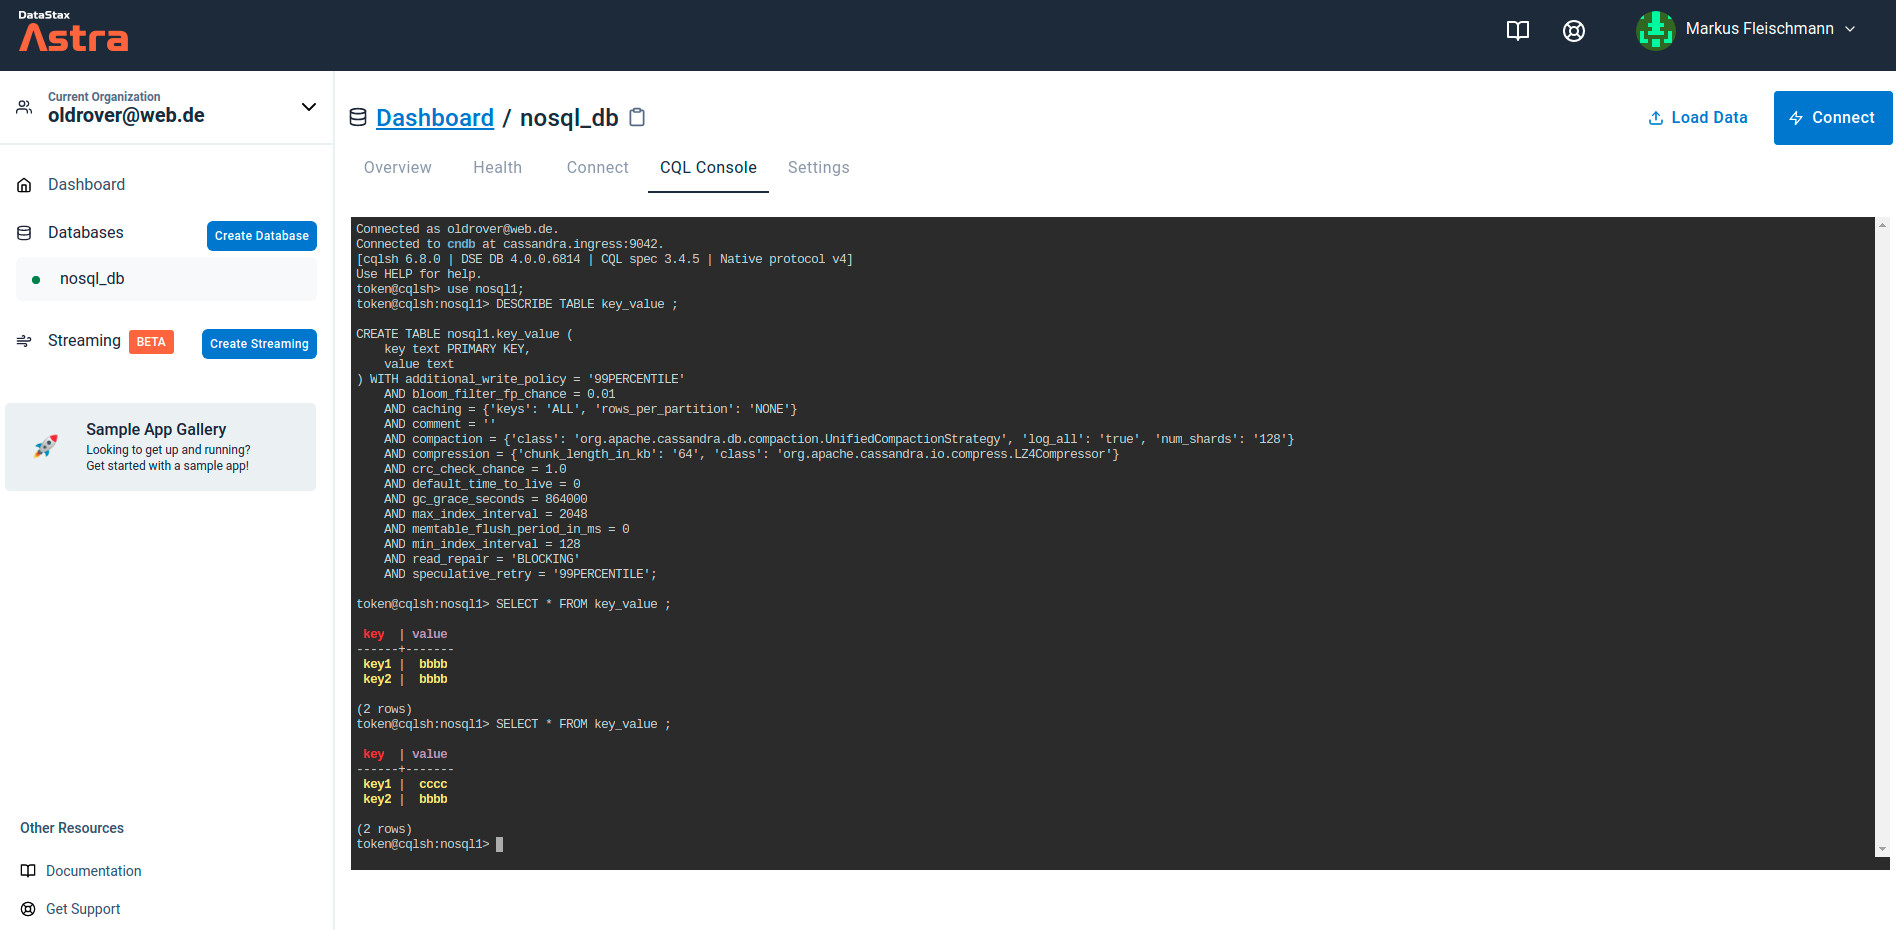 DataStax
Astra
Markus Fleischmann
Current Organization
oldrover@web.de
Dashboard
Databases
Create Database
nosql_db
Streaming
BETA
Create Streaming
Sample App Gallery
Looking to get up and running?
Get started with a sample app!
Other Resources
Documentation
Get Support
Dashboard / nosql_db
Load Data
Connect
Overview
Health
Connect
CQL Console
Settings
Connected as oldrover@web.de.
Connected to cndb at cassandra.ingress:9042.
[cqlsh 6.8.0 | DSE DB 4.0.0.6814 | CQL spec 3.4.5 | Native protocol v4]
Use HELP for help.
token@cqlsh> use nosql1;
token@cqlsh:nosql1> DESCRIBE TABLE key_value ;
CREATE TABLE nosql1.key_value (
    key text PRIMARY KEY,
    value text
) WITH additional_write_policy = '99PERCENTILE'
    AND bloom_filter_fp_chance = 0.01
    AND caching = {'keys': 'ALL', 'rows_per_partition': 'NONE'}
    AND comment = ''
    AND compaction = {'class': 'org.apache.cassandra.db.compaction.UnifiedCompactionStrategy', 'log_all': 'true', 'num_shards': '128'}
    AND compression = {'chunk_length_in_kb': '64', 'class': 'org.apache.cassandra.io.compress.LZ4Compressor'}
    AND crc_check_chance = 1.0
    AND default_time_to_live = 0
    AND gc_grace_seconds = 864000
    AND max_index_interval = 2048
    AND memtable_flush_period_in_ms = 0
    AND min_index_interval = 128
    AND read_repair = 'BLOCKING'
    AND speculative_retry = '99PERCENTILE';
token@cqlsh:nosql1> SELECT * FROM key_value ;
 key  | value
------+-------
 key1 |  bbbb
 key2 |  bbbb
(2 rows)
token@cqlsh:nosql1> SELECT * FROM key_value ;
 key  | value
------+-------
 key1 |  cccc
 key2 |  bbbb
(2 rows)
token@cqlsh:nosql1>